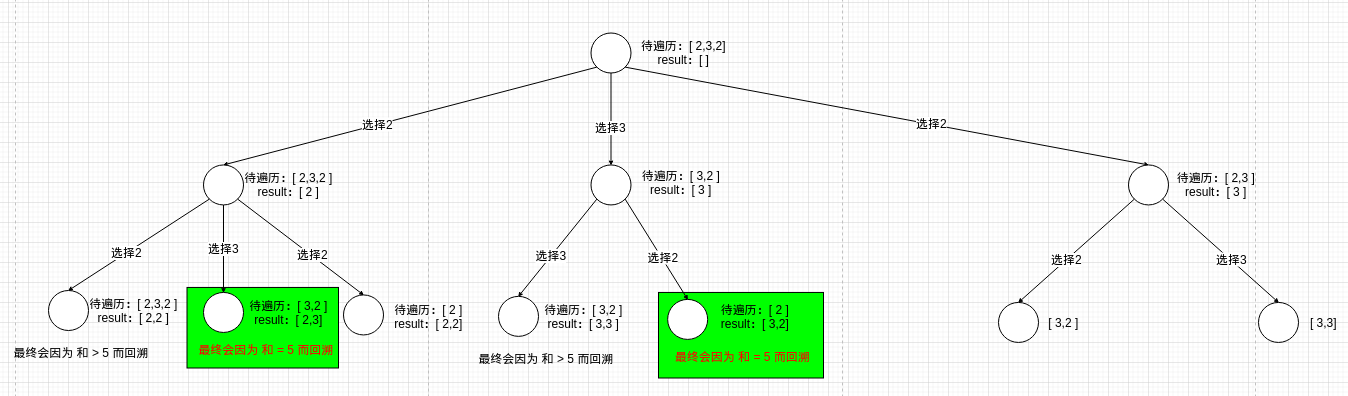 待遍历：[ 2,3,2]
result：[ ]
选择2
选择3
选择2
待遍历：[ 2,3,2 ]
result：[ 2 ]
待遍历：[ 3,2 ]
result：[ 3 ]
待遍历：[ 2,3 ]
result：[ 3 ]
选择2
选择3
选择2
选择3
选择2
选择2
选择3
待遍历：[ 2,3,2 ]
result：[ 2,2 ]
最终会因为 和 > 5 而回溯
待遍历：[ 3,2 ]
result：[ 2,3]
最终会因为 和 = 5 而回溯
待遍历：[ 2 ]
result：[ 2,2]
待遍历：[ 3,2 ]
result：[ 3,3 ]
最终会因为 和 > 5 而回溯
待遍历：[ 2 ]
result：[ 3,2]
最终会因为 和 = 5 而回溯
[ 3,2 ]
[ 3,3]